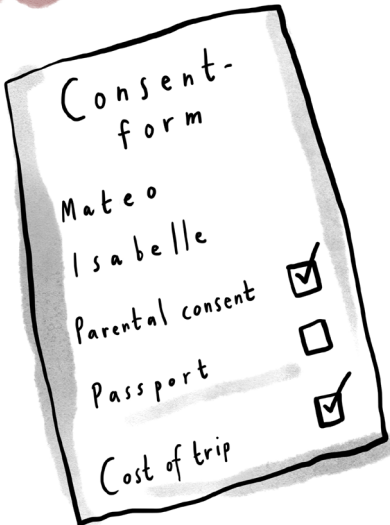 Consent-
form
Mateo
Isabelle
Parental consent
Passport
Cost of trip